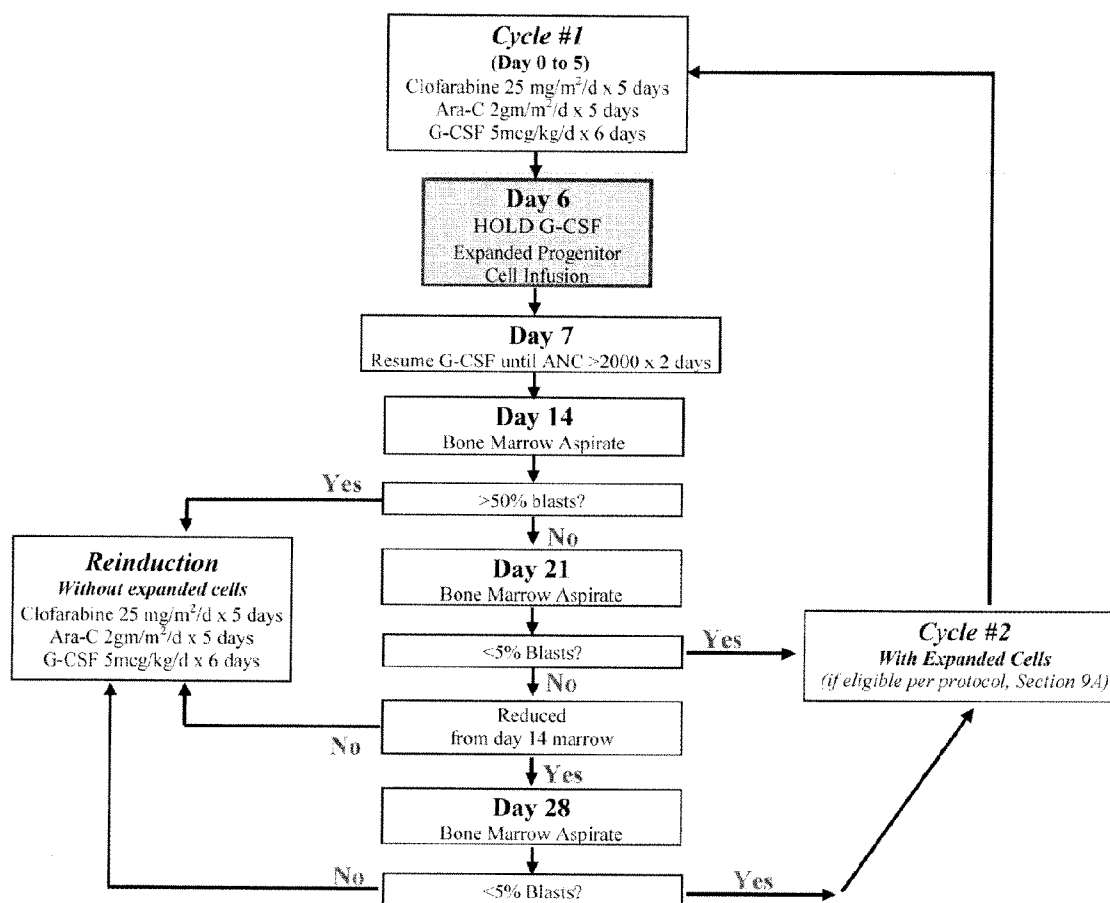 Cycle #1
(Day 0 to 5)
Clofarabine 25 mg/m²/d x 5 days
Ara-C 2gm/m²/d x 5 days
G-CSF 5mcg/kg/d x 6 days
Day 6
HOLD G-CSF
Expanded Progenitor
Cell Infusion
Day 7
Resume G-CSF until ANC >2000 x 2 days
Day 14
Bone Marrow Aspirate
Yes
>50% blasts?
No
Reinduction
Without expanded cells
Clofarabine 25 mg/m²/d x 5 days
Ara-C 2gm/m²/d x 5 days
G-CSF 5mcg/kg/d x 6 days
Day 21
Bone Marrow Aspirate
<5% Blasts?
Yes
No
Cycle #2
With Expanded Cells
(if eligible per protocol, Section 9A)
Reduced
from day 14 marrow
No
Yes
Day 28
Bone Marrow Aspirate
No
<5% Blasts?
Yes